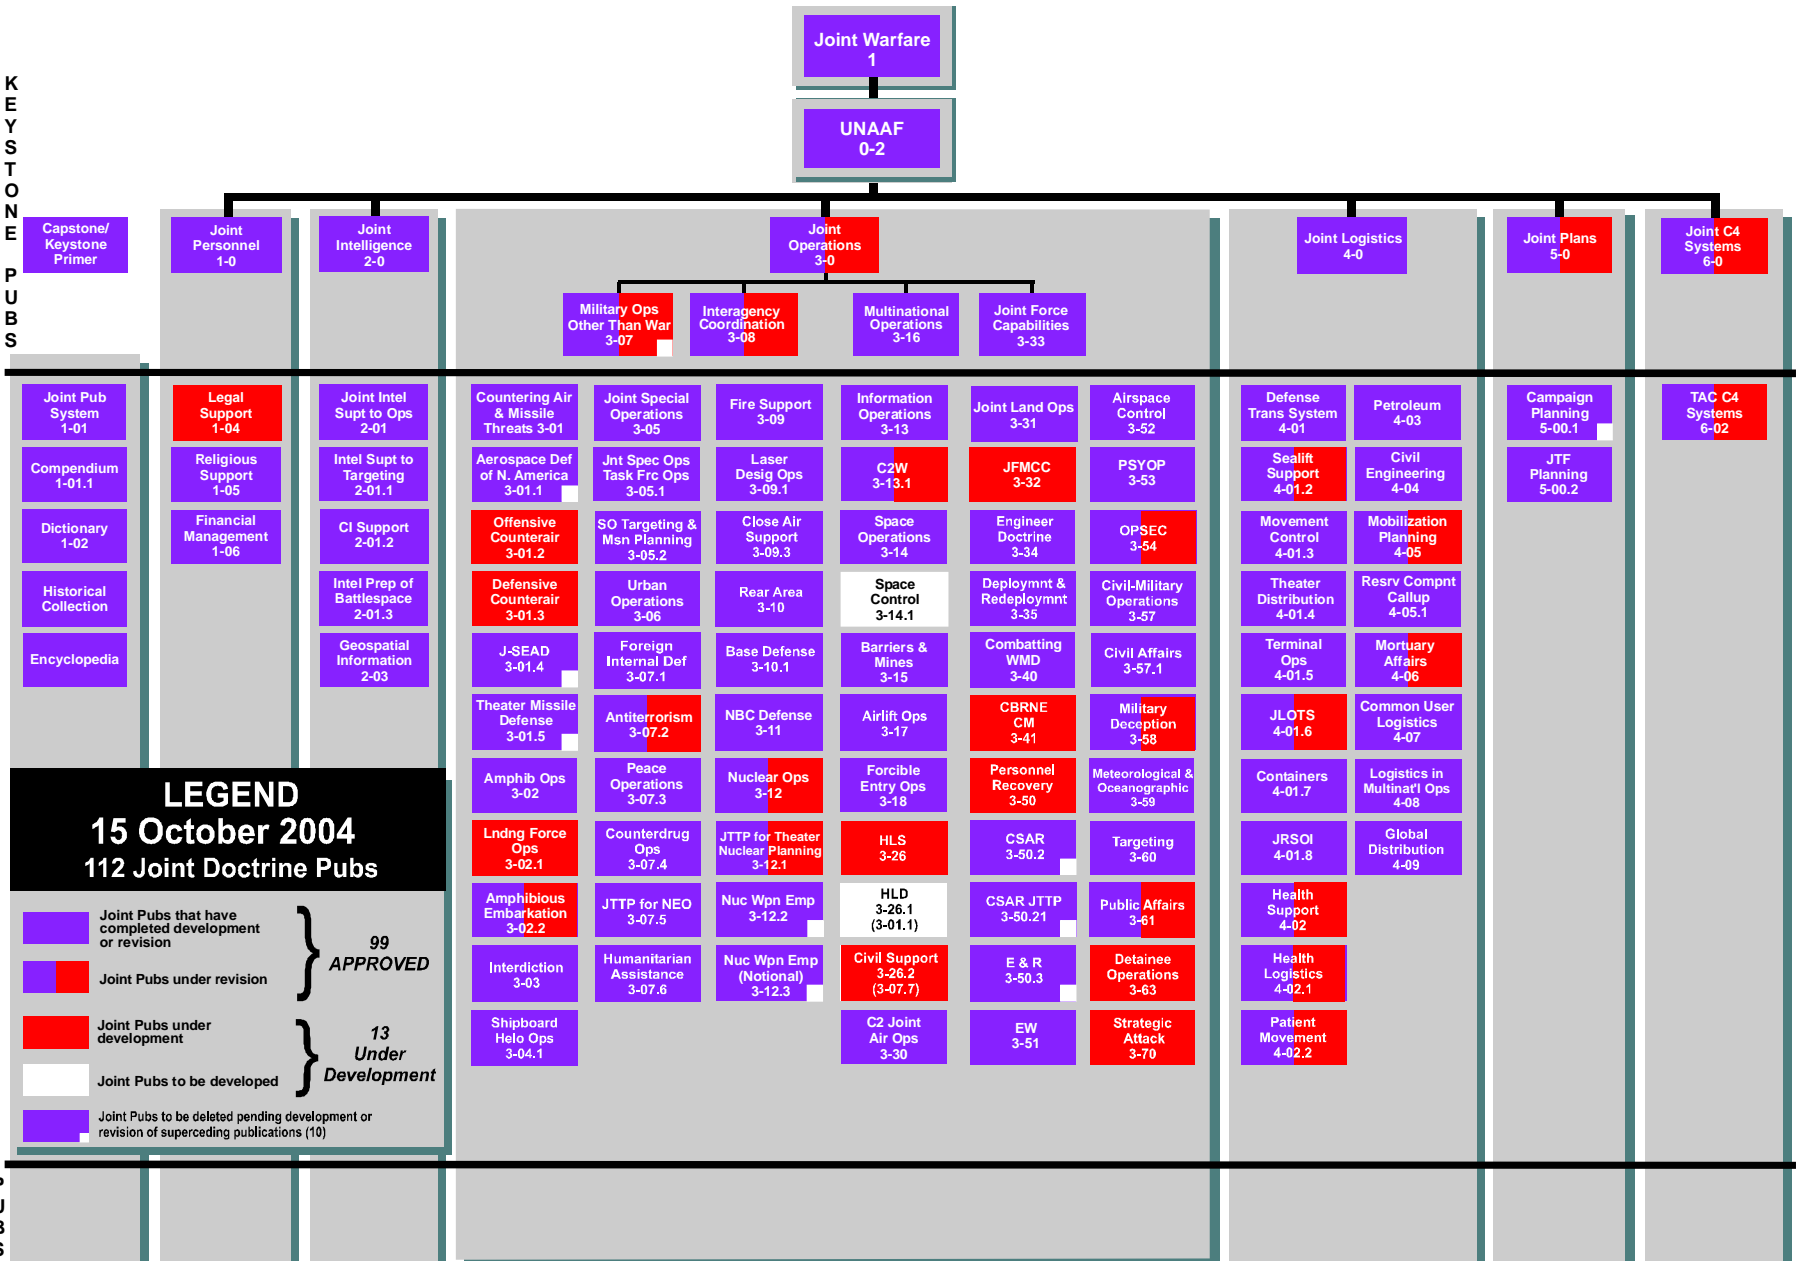 Joint Warfare
1
UNAAF
0-2
KEYSTONE PUBS
Capstone/
Keystone
Primer
Joint
Personnel
1-0
Joint
Intelligence
2-0
Joint
Operations
3-0
Joint Logistics
4-0
Joint Plans
5-0
Joint C4
Systems
6-0
Military Ops
Other Than War
3-07
Interagency
Coordination
3-08
Multinational
Operations
3-16
Joint Force
Capabilities
3-33
Joint Pub
System
1-01
Compendium
1-01.1
Dictionary
1-02
Historical
Collection
Encyclopedia
Legal
Support
1-04
Religious
Support
1-05
Financial
Management
1-06
Joint Intel
Supt to Ops
2-01
Intel Supt to
Targeting
2-01.1
CI Support
2-01.2
Intel Prep of
Battlespace
2-01.3
Geospatial
Information
2-03
Countering Air
& Missile
Threats 3-01
Aerospace Def
of N. America
3-01.1
Offensive
Counterair
3-01.2
Defensive
Counterair
3-01.3
J-SEAD
3-01.4
Theater Missile
Defense
3-01.5
Amphib Ops
3-02
Lndng Force
Ops
3-02.1
Amphibious
Embarkation
3-02.2
Interdiction
3-03
Shipboard
Helo Ops
3-04.1
Joint Special
Operations
3-05
Jnt Spec Ops
Task Frc Ops
3-05.1
SO Targeting &
Msn Planning
3-05.2
Urban
Operations
3-06
Foreign
Internal Def
3-07.1
Antiterrorism
3-07.2
Peace
Operations
3-07.3
Counterdrug
Ops
3-07.4
JTTP for NEO
3-07.5
Humanitarian
Assistance
3-07.6
Fire Support
3-09
Laser
Desig Ops
3-09.1
Close Air
Support
3-09.3
Rear Area
3-10
Base Defense
3-10.1
NBC Defense
3-11
Nuclear Ops
3-12
JTTP for Theater
Nuclear Planning
3-12.1
Nuc Wpn Emp
3-12.2
Nuc Wpn Emp
(Notional)
3-12.3
Information
Operations
3-13
C2W
3-13.1
Space
Operations
3-14
Space
Control
3-14.1
Barriers &
Mines
3-15
Airlift Ops
3-17
Forcible
Entry Ops
3-18
HLS
3-26
HLD
3-26.1
(3-01.1)
Civil Support
3-26.2
(3-07.7)
C2 Joint
Air Ops
3-30
Joint Land Ops
3-31
JFMCC
3-32
Engineer
Doctrine
3-34
Deploymnt &
Redeploymnt
3-35
Combatting
WMD
3-40
CBRNE
CM
3-41
Personnel
Recovery
3-50
CSAR
3-50.2
CSAR JTTP
3-50.21
E & R
3-50.3
EW
3-51
Airspace
Control
3-52
PSYOP
3-53
OPSEC
3-54
Civil-Military
Operations
3-57
Civil Affairs
3-57.1
Military
Deception
3-58
Meteorological &
Oceanographic
3-59
Targeting
3-60
Public Affairs
3-61
Detainee
Operations
3-63
Strategic
Attack
3-70
Defense
Trans System
4-01
Sealift
Support
4-01.2
Movement
Control
4-01.3
Theater
Distribution
4-01.4
Terminal
Ops
4-01.5
JLOTS
4-01.6
Containers
4-01.7
JRSOI
4-01.8
Health
Support
4-02
Health
Logistics
4-02.1
Patient
Movement
4-02.2
Petroleum
4-03
Civil
Engineering
4-04
Mobilization
Planning
4-05
Resrv Compnt
Callup
4-05.1
Mortuary
Affairs
4-06
Common User
Logistics
4-07
Logistics in
Multinat'l Ops
4-08
Global
Distribution
4-09
Campaign
Planning
5-00.1
JTF
Planning
5-00.2
TAC C4
Systems
6-02
LEGEND
15 October 2004
112 Joint Doctrine Pubs
Joint Pubs that have
completed development
or revision
Joint Pubs under revision
99
APPROVED
Joint Pubs under
development
Joint Pubs to be developed
13
Under
Development
Joint Pubs to be deleted pending development or
revision of superceding publications (10)